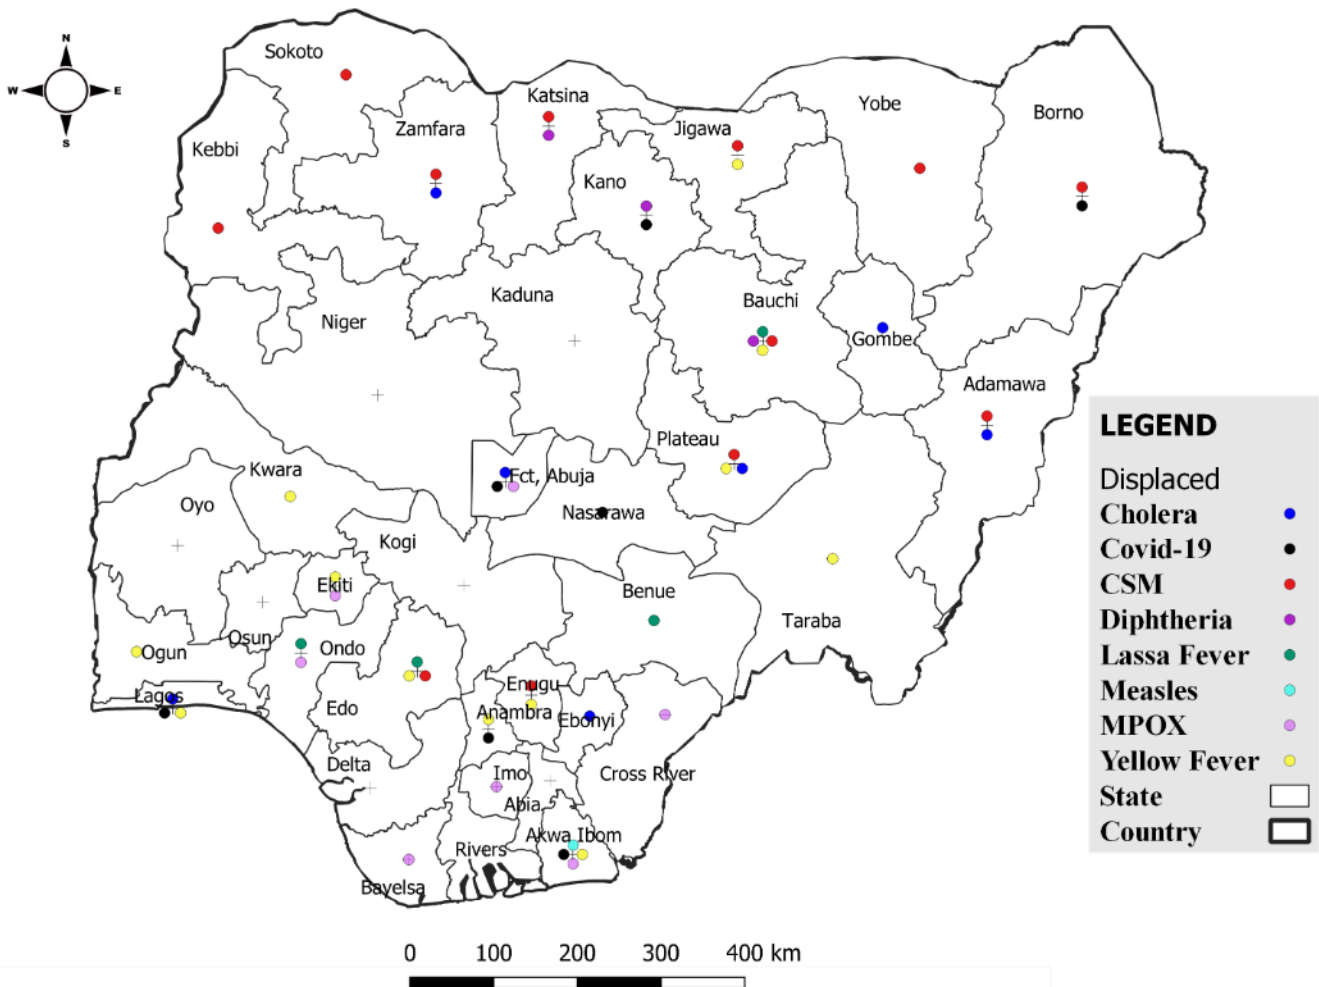 N
W
E
S
Sokoto
Katsina
Yobe
Borno
Zamfara
Jigawa
Kebbi
Kano
Kaduna
Bauchi
Niger
Gombe
Adamawa
Plateau
Kwara
Fct, Abuja
Oyo
Nasarawa
Kogi
Ekiti
Benue
Taraba
Osun
Ondo
Ogun
Lagos
Enugu
Edo
Anambra
Ebonyi
Delta
Imo
Cross River
Abia
Akwa Ibom
Rivers
Bayelsa
LEGEND
Displaced
Cholera
Covid-19
CSM
Diphtheria
Lassa Fever
Measles
MPOX
Yellow Fever
State
Country
0 100 200 300 400 km